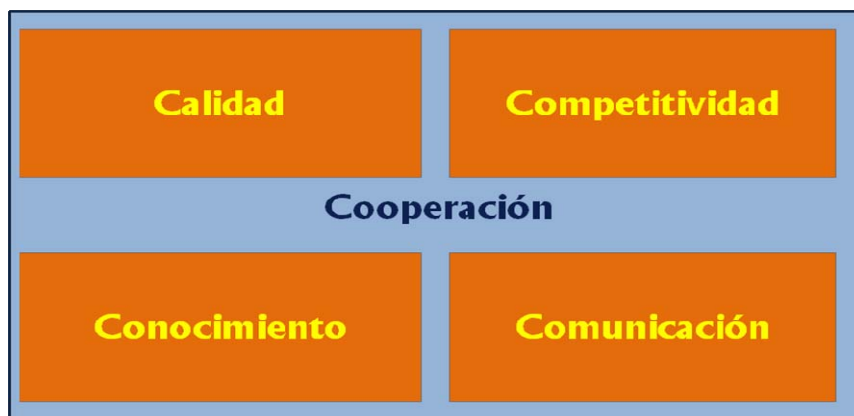 Calidad
Competitividad
Cooperación
Conocimiento
Comunicación